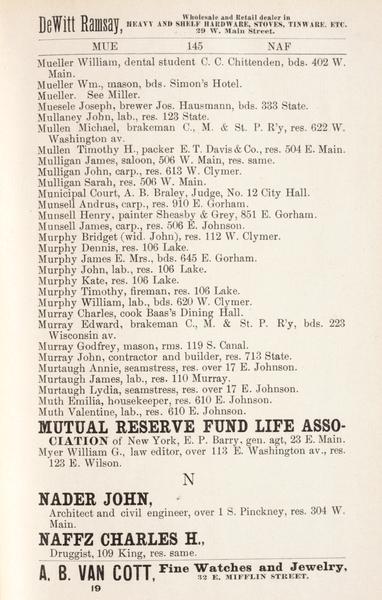 DeWitt Ramsay, Wholesale and Retail dealer in
HEAVY AND SHELF HARDWARE, STOVES, TINWARE, ETC.
29 W. Main Street.
MUE 145 NAF
Mueller William, dental student C. C. Chittenden, bds. 402 W.
Main.
Mueller Wm., mason, bds. Simon's Hotel.
Mueller. See Miller.
Muesele Joseph, brewer Jos. Hausmann, bds. 333 State.
Mullaney John, lab., res. 123 State.
Mullen Michael, brakeman C., M. & St. P. R'y, res. 622 W.
Washington av.
Mullen Timothy H., packer E. T. Davis & Co., res. 504 E. Main.
Mulligan James, saloon, 506 W. Main, res. same.
Mulligan John, carp., res. 613 W. Clymer.
Mulligan Sarah, res. 506 W. Main.
Municipal Court, A. B. Braley, Judge, No. 12 City Hall.
Munsell Andrus, carp., res. 910 E. Gorham.
Munsell Henry, painter Sheasby & Grey, 851 E. Gorham.
Munsell James, carp., res. 506 E. Johnson.
Murphy Bridget (wid. John), res. 112 W. Clymer.
Murphy Dennis, res. 106 Lake.
Murphy James E. Mrs., bds. 645 E. Gorham.
Murphy John, lab., res. 106 Lake.
Murphy Kate, res. 106 Lake.
Murphy Timothy, fireman, res. 106 Lake.
Murphy William, lab., bds. 620 W. Clymer.
Murray Charles, cook Baas's Dining Hall.
Murray Edward, brakeman C., M. & St. P. R'y, bds. 223
Wisconsin av.
Murray Godfrey, mason, rms. 119 S. Canal.
Murray John, contractor and builder, res. 713 State.
Murtaugh Annie, seamstress, res. over 17 E. Johnson.
Murtaugh James, lab., res. 110 Murray.
Murtaugh Lydia, seamstress, res. over 17 E. Johnson.
Muth Emilia, housekeeper, res. 610 E. Johnson.
Muth Valentine, lab., res. 610 E. Johnson.
MUTUAL RESERVE FUND LIFE ASSO-
CIATION of New York, E. P. Barry, gen. agt, 23 E. Main.
Myer William G., law editor, over 113 E. Washington av., res.
123 E. Wilson.
N
NADER JOHN,
Architect and civil engineer, over 1 S. Pinckney, res. 304 W.
Main.
NAFFZ CHARLES H.,
Druggist, 109 King, res. same.
A. B. VAN COTT, Fine Watches and Jewelry,
32 E. MIFFLIN STREET.
19